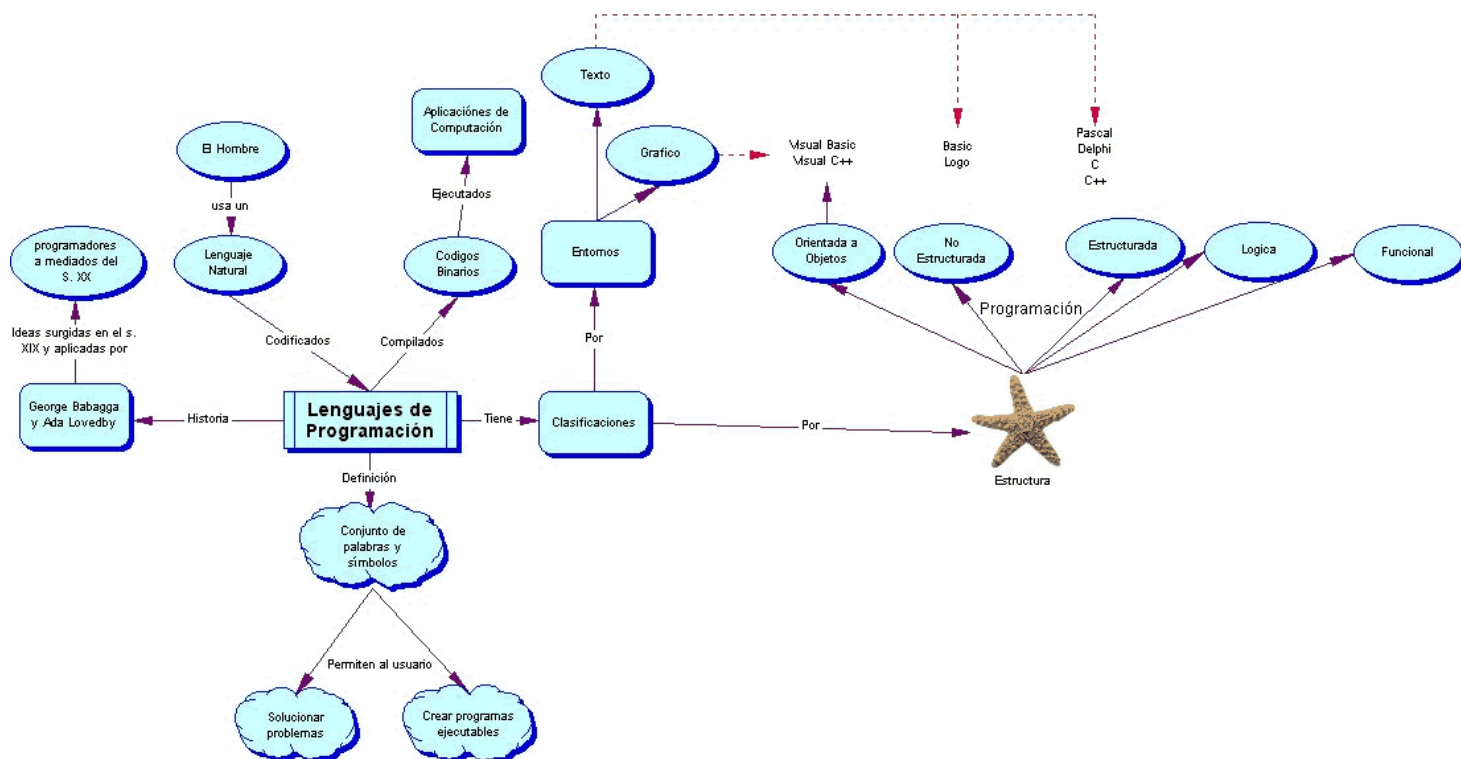 Texto
Aplicaciónes de
Computación
El Hombre
Grafico
Visual Basic
Visual C++
Basic
Logo
Pascal
Delphi
C
C++
usa un
Ejecutados
programadores
a mediados del
S. XX
Lenguaje
Natural
Codigos
Binarios
Entornos
Orientada a
Objetos
No
Estructurada
Estructurada
Logica
Funcional
Programación
Ideas surgidas en el s.
XIX y aplicadas por
Codificados
Compilados
Por
George Babagga
y Ada Lovedby
Historia
Lenguajes de
Programación
Tiene
Clasificaciones
Por
Estructura
Definición
Conjunto de
palabras y
símbolos
Permiten al usuario
Solucionar
problemas
Crear programas
ejecutables